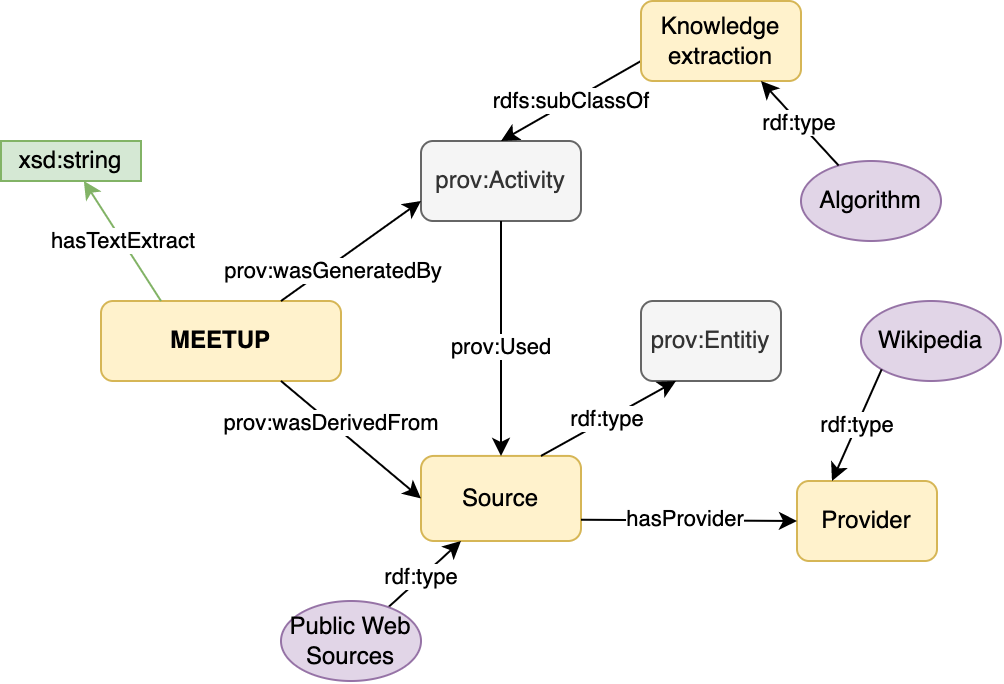 Knowledge
extraction
rdfs:subClassOf
rdf:type
xsd:string
prov:Activity
Algorithm
hasTextExtract
prov:wasGeneratedBy
MEETUP
prov:Used
prov:Entitiy
Wikipedia
prov:wasDerivedFrom
rdf:type
rdf:type
Source
hasProvider
Provider
rdf:type
Public Web
Sources